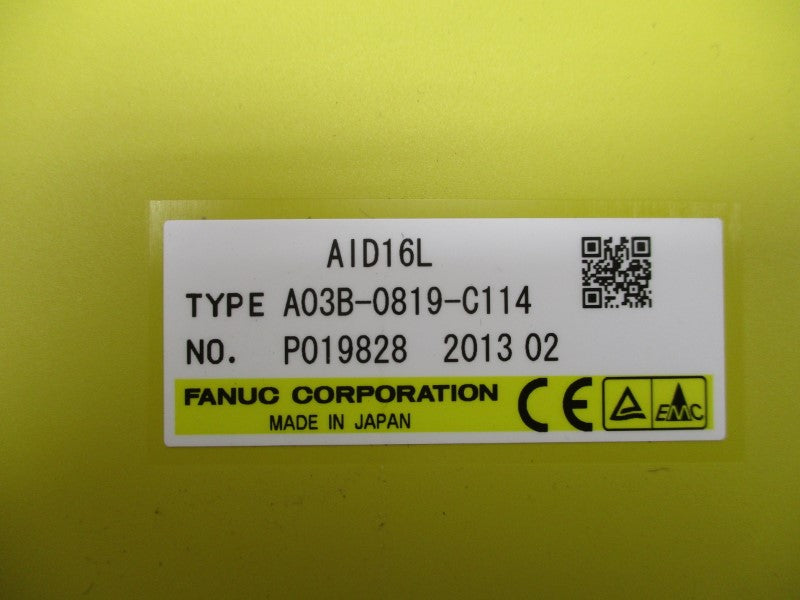 AID16L
TYPE A03B-0819-C114
NO. P019828 2013 02
FANUC CORPORATION
MADE IN JAPAN
CE
EMC